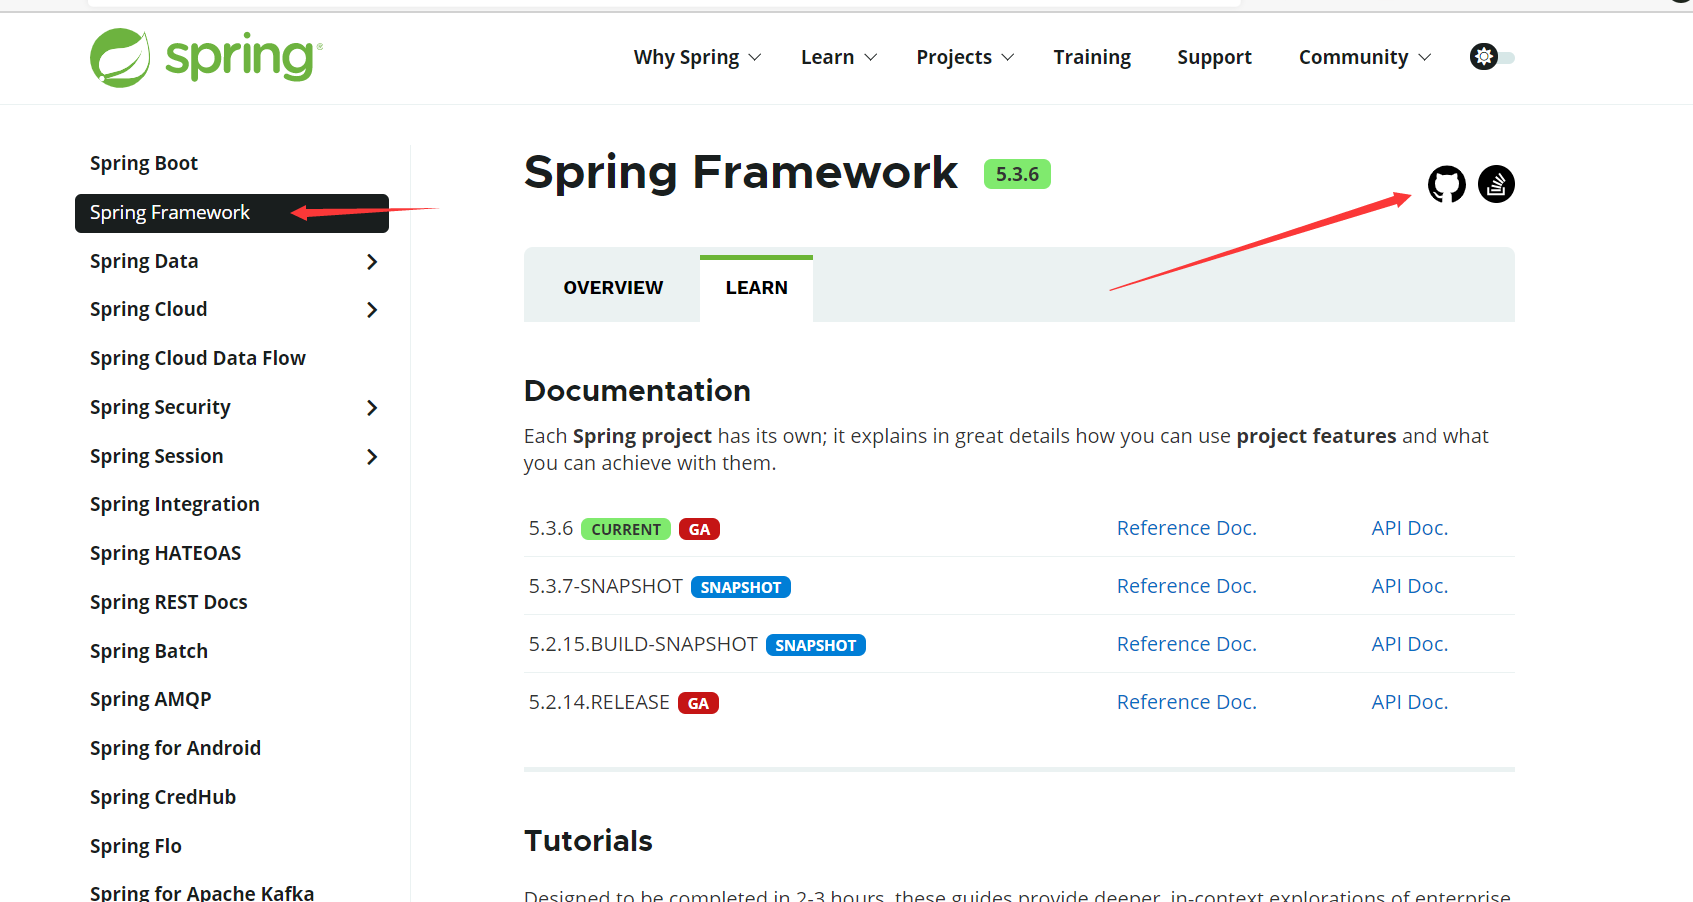 spring®
Why Spring Learn Projects Training Support Community
Spring Boot
Spring Framework
Spring Data
Spring Cloud
Spring Cloud Data Flow
Spring Security
Spring Session
Spring Integration
Spring HATEOAS
Spring REST Docs
Spring Batch
Spring AMQP
Spring for Android
Spring CredHub
Spring Flo
Spring for Apache Kafka
Spring Framework 5.3.6
OVERVIEW LEARN
Documentation
Each Spring project has its own; it explains in great details how you can use project features and what
you can achieve with them.
5.3.6 CURRENT GA Reference Doc. API Doc.
5.3.7-SNAPSHOT SNAPSHOT Reference Doc. API Doc.
5.2.15.BUILD-SNAPSHOT SNAPSHOT Reference Doc. API Doc.
5.2.14.RELEASE GA Reference Doc. API Doc.
Tutorials
Designed to be completed in 2-3 hours, these guides provide deeper, in-context explorations of enterprise